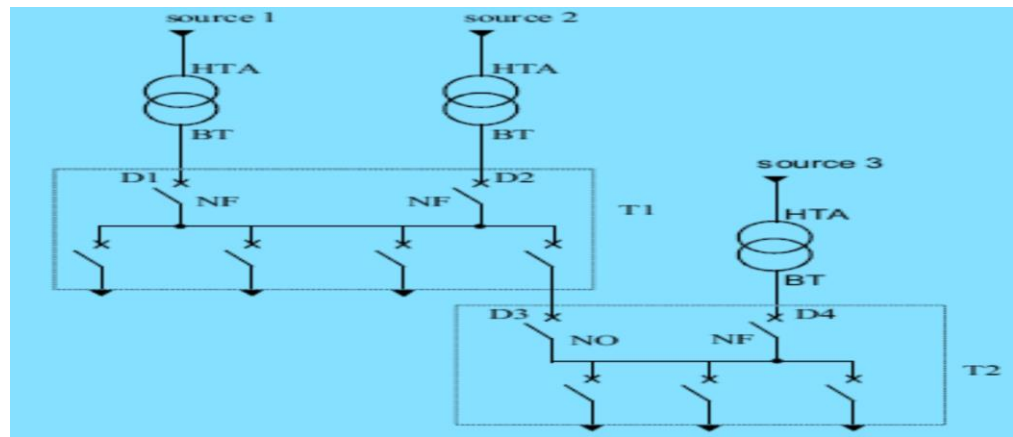 source 1
source 2
HTA
HTA
BT
BT
D1
D2
NF
NF
T1
source 3
HTA
BT
D3
D4
NO
NF
T2